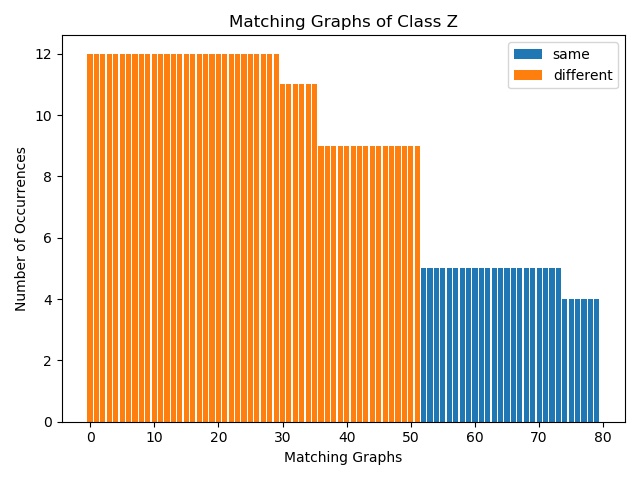 Matching Graphs of Class Z
same
different
Number of Occurrences
12
10
8
6
4
2
0
0 10 20 30 40 50 60 70 80
Matching Graphs